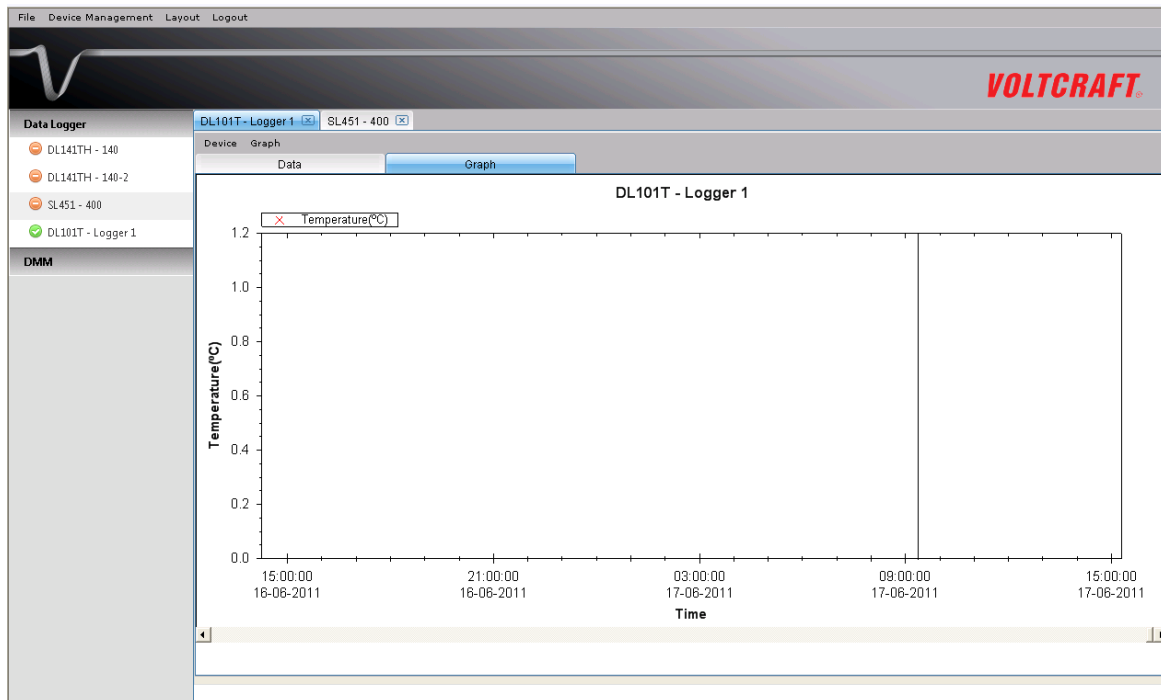 File Device Management Layout Logout
VOLTCRAFT®
Data Logger
DL141TH - 140
DL141TH - 140-2
SL451 - 400
DL101T - Logger 1
DMM
DL101T - Logger 1 SL451 - 400
Device Graph
Data Graph
DL101T - Logger 1
Temperature(ºC)
1.2
1.0
0.8
0.6
0.4
0.2
0.0
Temperature(ºC)
15:00:00 21:00:00 03:00:00 09:00:00 15:00:00
16-06-2011 16-06-2011 17-06-2011 17-06-2011 17-06-2011
Time